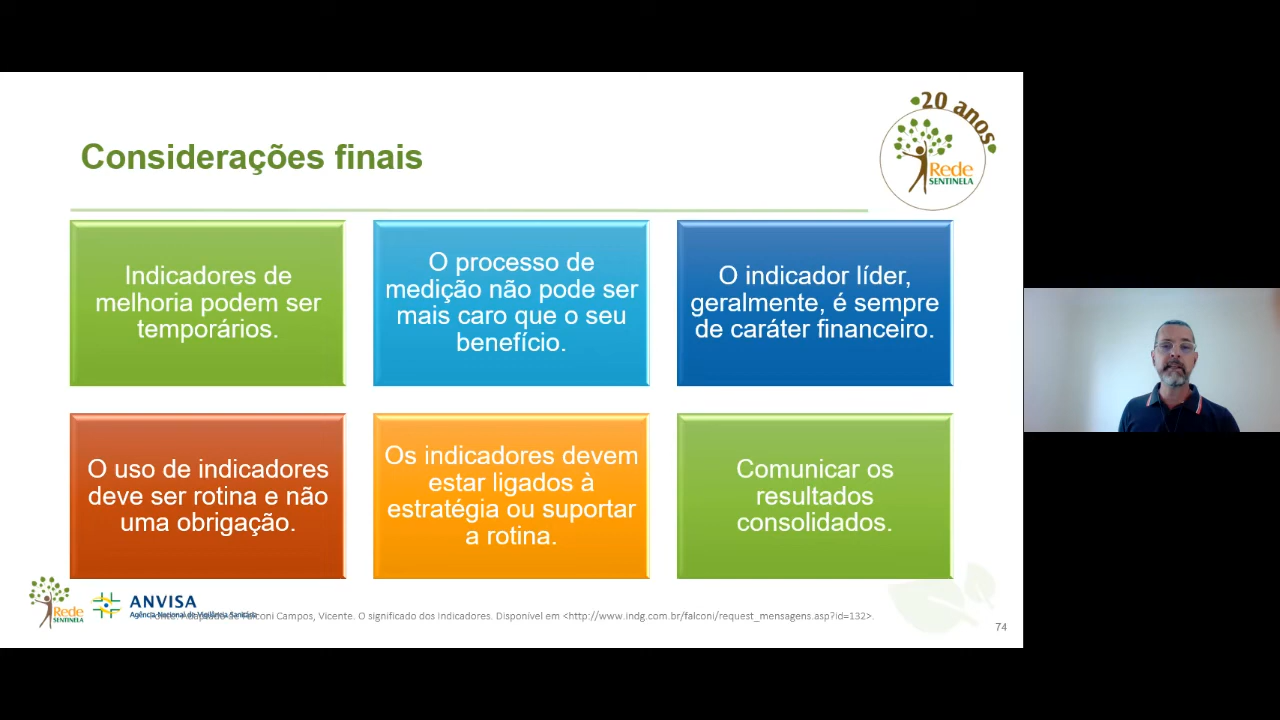 20 anos
Rede
SENTINELA
Considerações finais
Indicadores de
melhoria podem ser
temporários.
O processo de
medição não pode ser
mais caro que o seu
benefício.
O indicador líder,
geralmente, é sempre
de caráter financeiro.
O uso de indicadores
deve ser rotina e não
uma obrigação.
Os indicadores devem
estar ligados à
estratégia ou suportar
a rotina.
Comunicar os
resultados
consolidados.
Rede
SENTINELA
ANVISA
Agência Nacional de Vigilância Sanitária
Fonte: Adaptado de Falconi Campos, Vicente. O significado dos indicadores. Disponível em <http://www.indg.com.br/falconi/request_mensagens.asp?id=132>.
74